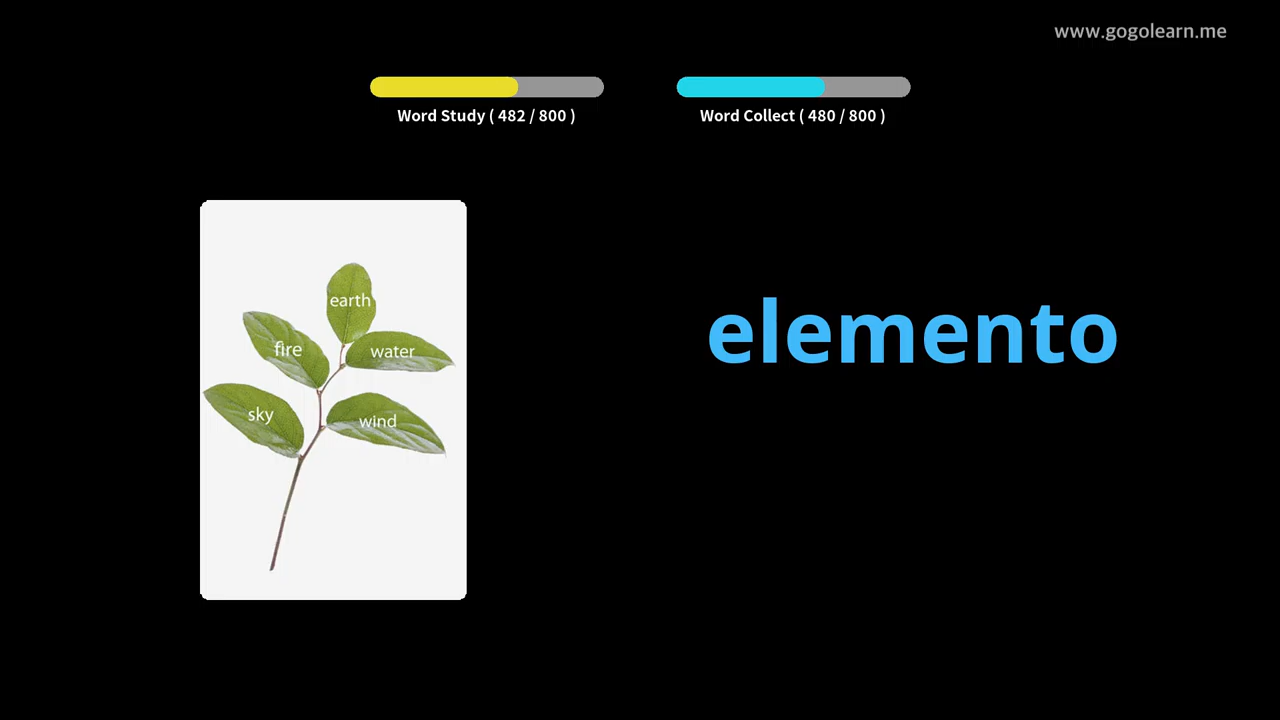 www.gogolearn.me
Word Study ( 482 / 800 )
Word Collect ( 480 / 800 )
earth
fire
water
sky
wind
elemento